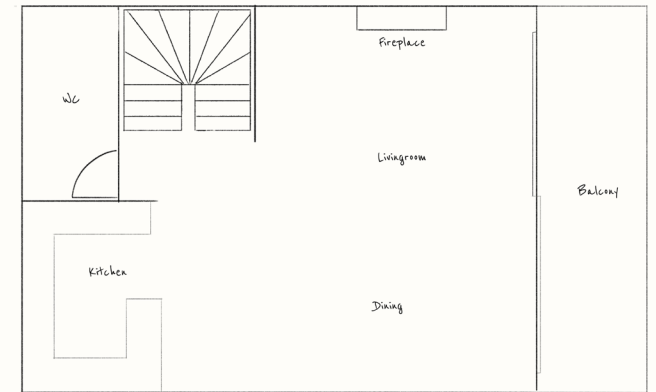 Fireplace
WC
Livingroom
Balcony
Kitchen
Dining